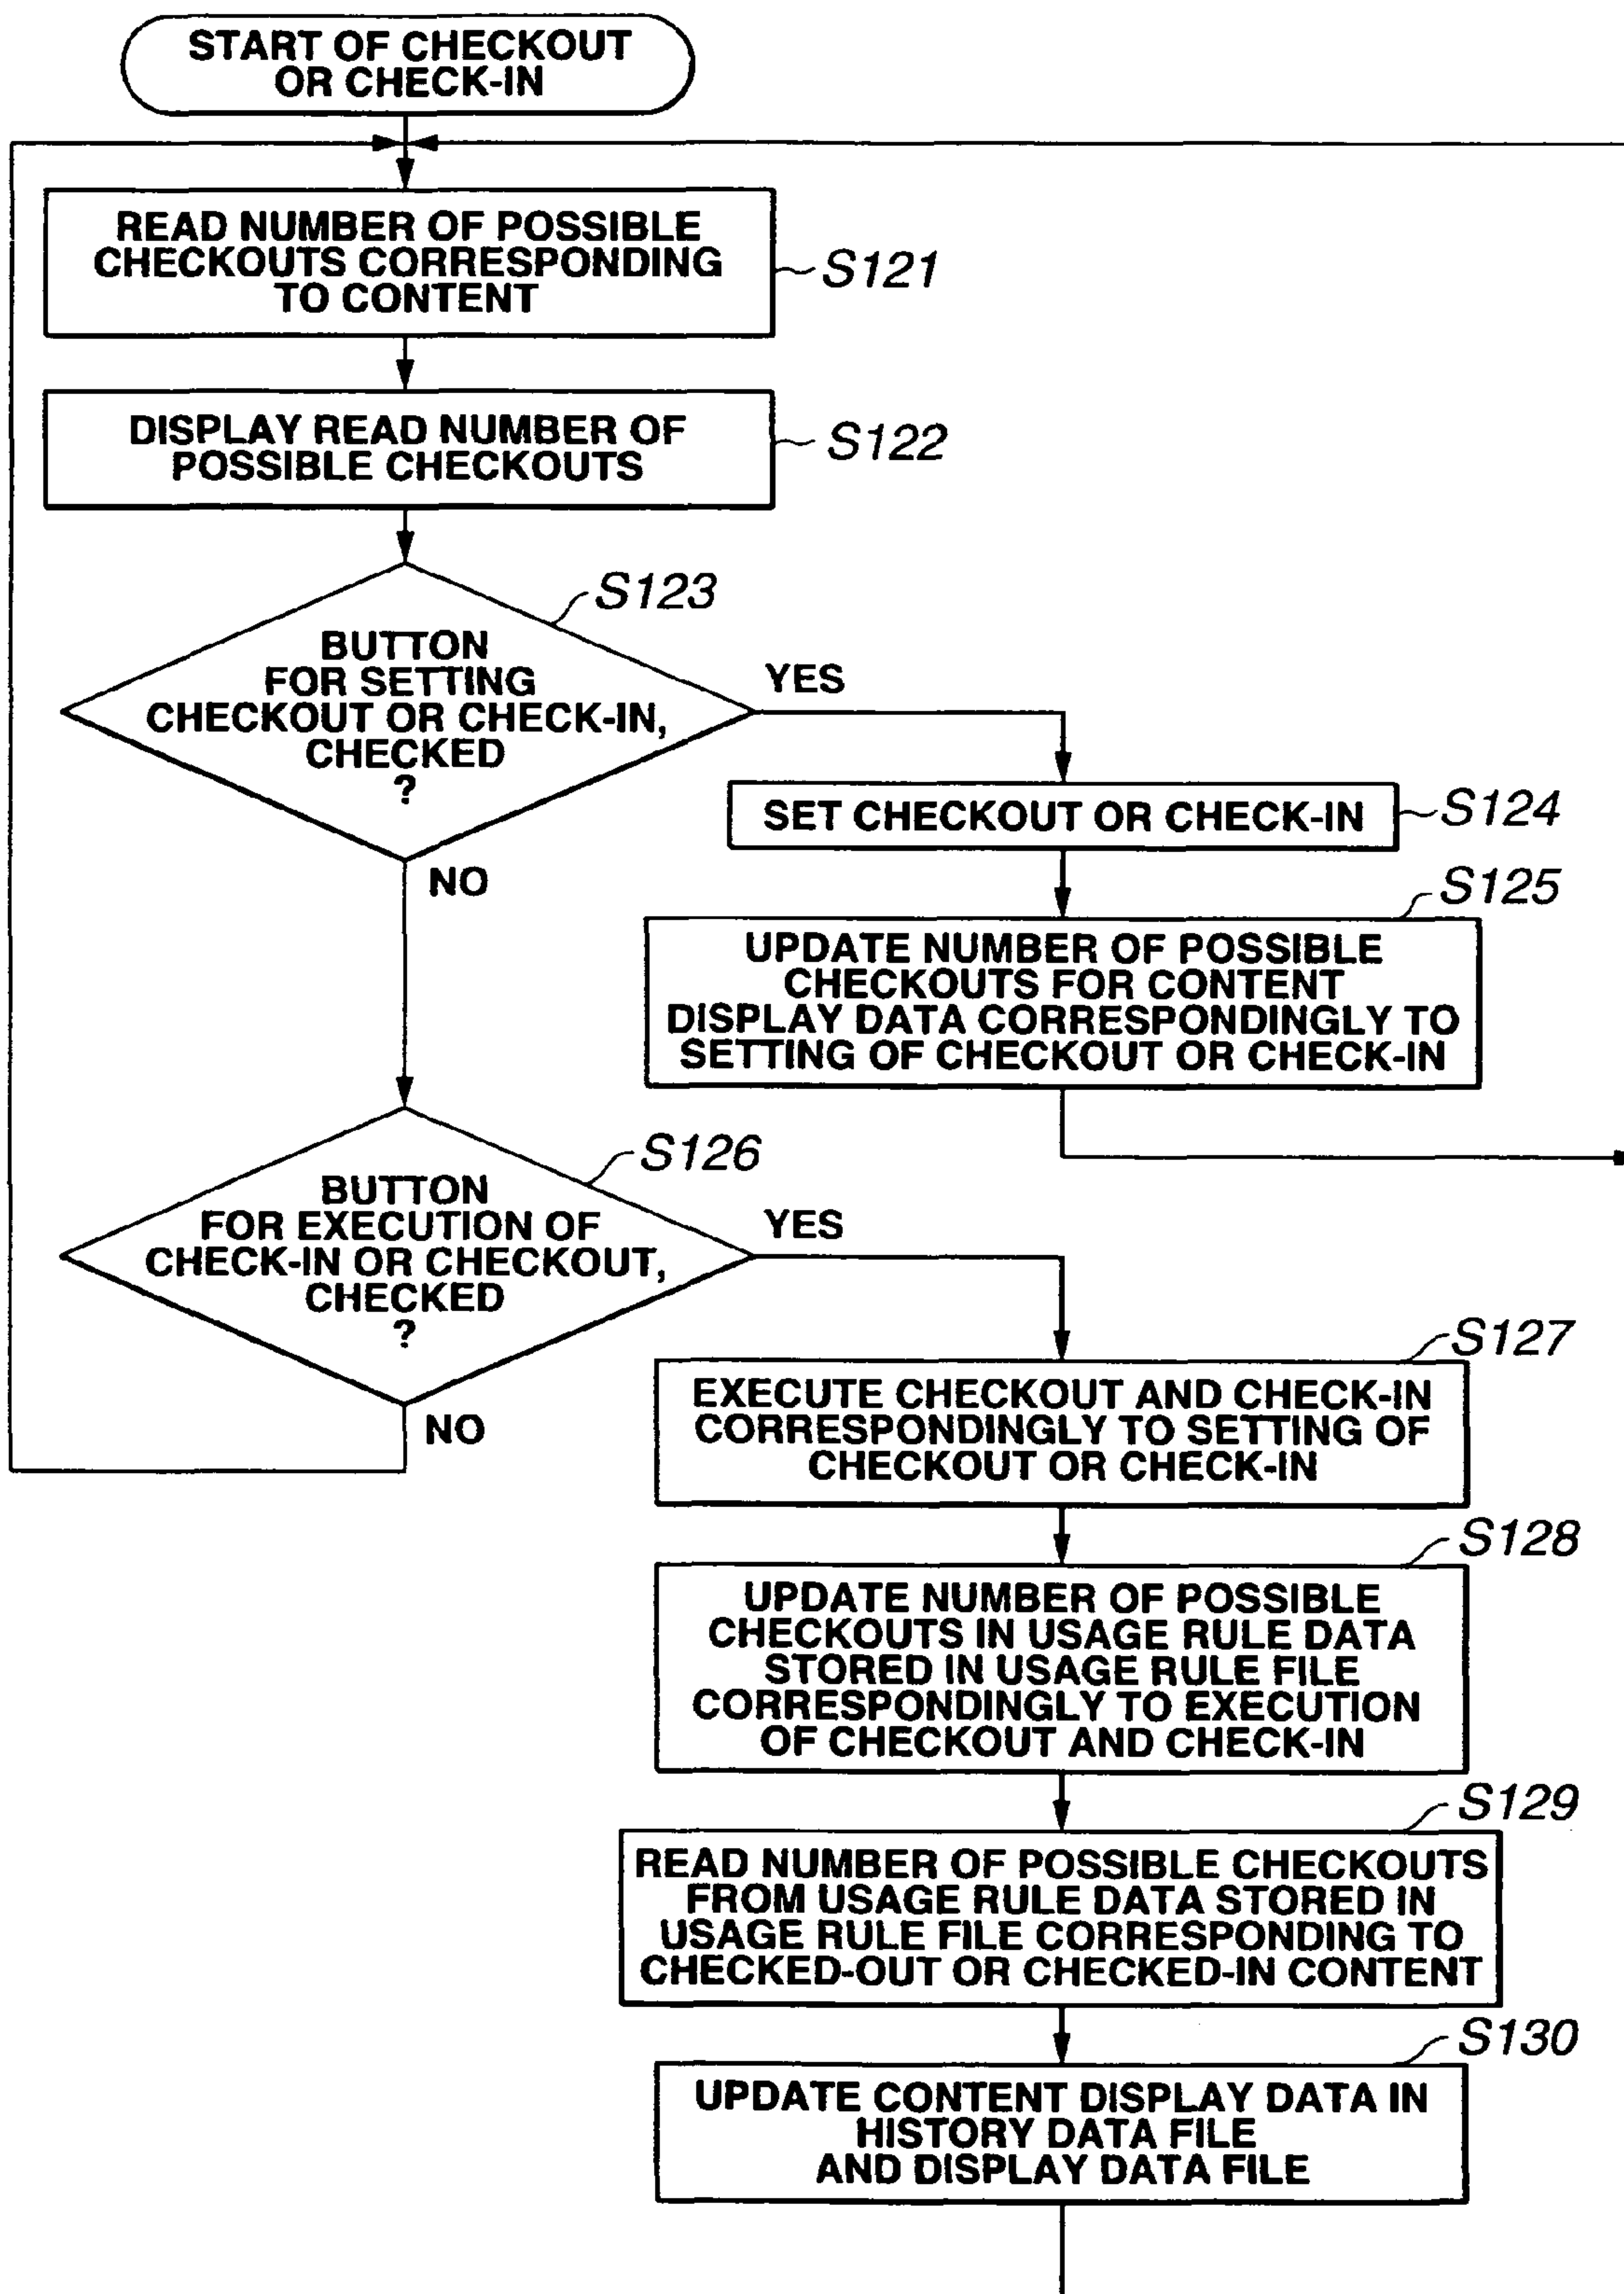 START OF CHECKOUT
OR CHECK-IN
READ NUMBER OF POSSIBLE
CHECKOUTS CORRESPONDING
TO CONTENT
S121
DISPLAY READ NUMBER OF
POSSIBLE CHECKOUTS
S122
S123
BUTTON
FOR SETTING
CHECKOUT OR CHECK-IN,
CHECKED
?
YES
NO
SET CHECKOUT OR CHECK-IN
S124
S125
UPDATE NUMBER OF POSSIBLE
CHECKOUTS FOR CONTENT
DISPLAY DATA CORRESPONDINGLY TO
SETTING OF CHECKOUT OR CHECK-IN
S126
BUTTON
FOR EXECUTION OF
CHECK-IN OR CHECKOUT,
CHECKED
?
YES
NO
S127
EXECUTE CHECKOUT AND CHECK-IN
CORRESPONDINGLY TO SETTING OF
CHECKOUT OR CHECK-IN
S128
UPDATE NUMBER OF POSSIBLE
CHECKOUTS IN USAGE RULE DATA
STORED IN USAGE RULE FILE
CORRESPONDINGLY TO EXECUTION
OF CHECKOUT AND CHECK-IN
S129
READ NUMBER OF POSSIBLE CHECKOUTS
FROM USAGE RULE DATA STORED IN
USAGE RULE FILE CORRESPONDING TO
CHECKED-OUT OR CHECKED-IN CONTENT
S130
UPDATE CONTENT DISPLAY DATA IN
HISTORY DATA FILE
AND DISPLAY DATA FILE